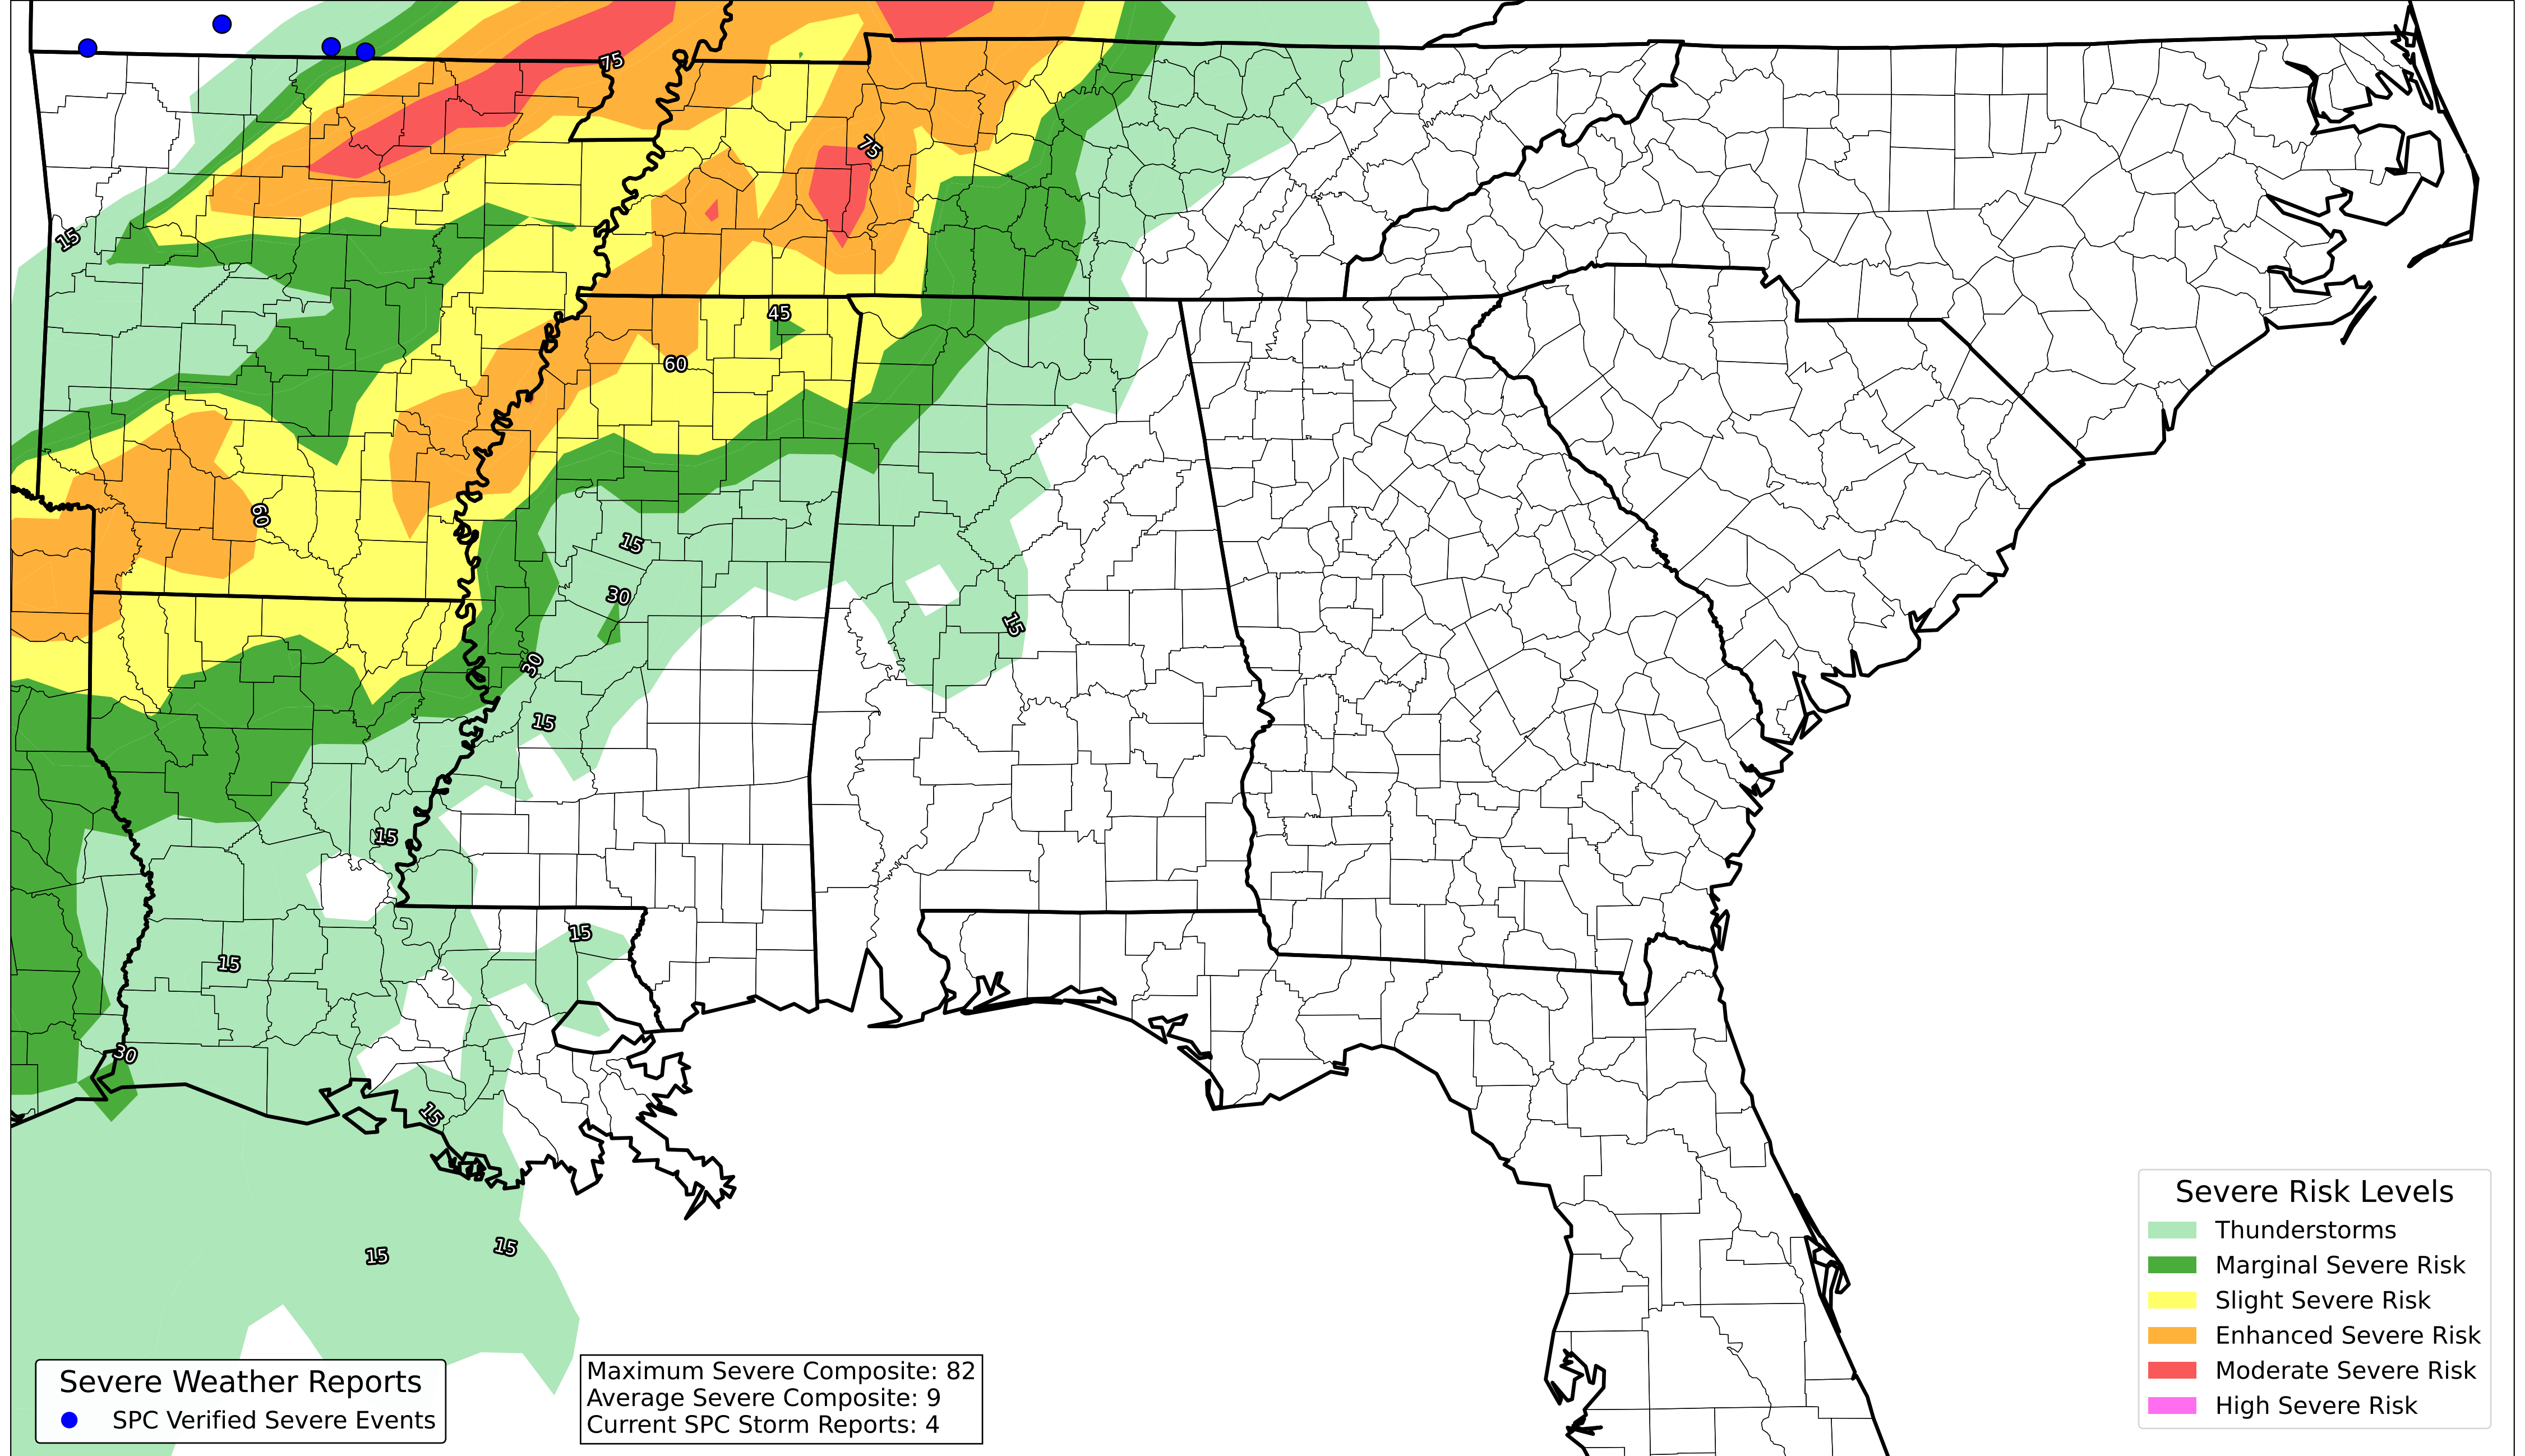 75
75
15
45
60
60
15
30
15
30
15
15
15
15
30
15
15
15
Severe Risk Levels
Thunderstorms
Marginal Severe Risk
Slight Severe Risk
Enhanced Severe Risk
Moderate Severe Risk
High Severe Risk
Severe Weather Reports
SPC Verified Severe Events
Maximum Severe Composite: 82
Average Severe Composite: 9
Current SPC Storm Reports: 4